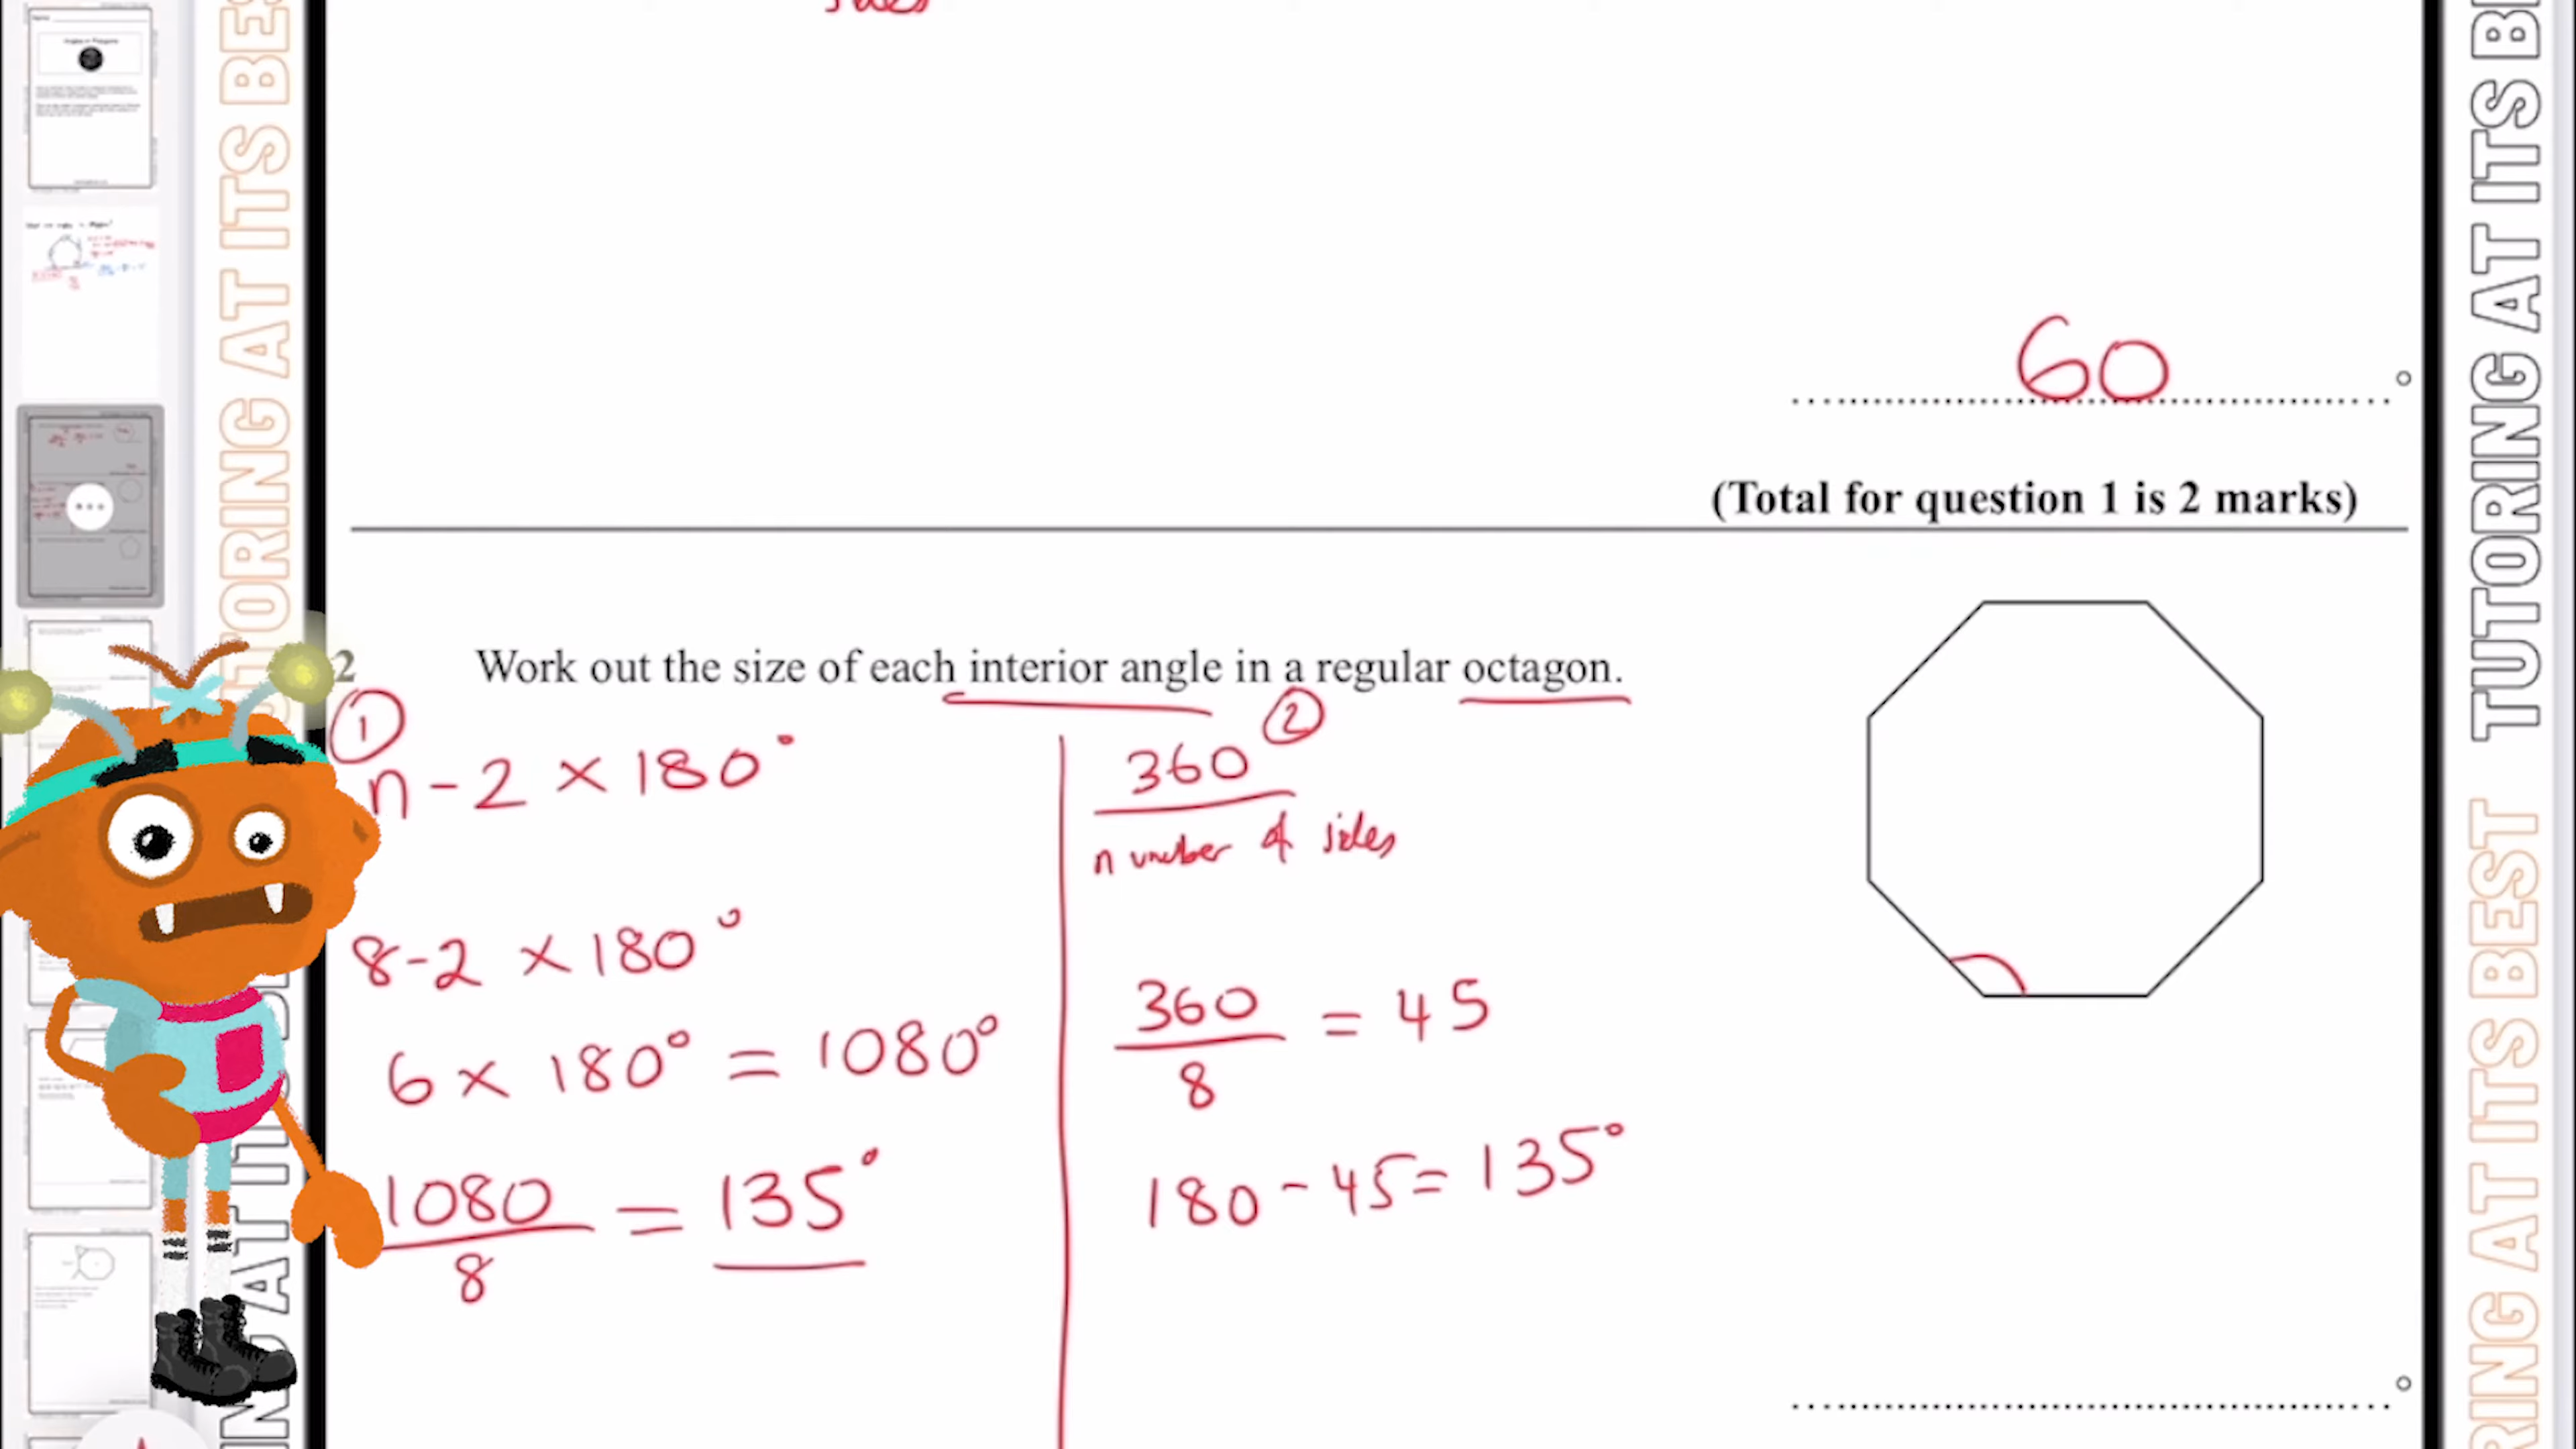 sides
60 °
(Total for question 1 is 2 marks)
2 Work out the size of each interior angle in a regular octagon.
①
n - 2 × 180°
8-2 × 180°
6 × 180° = 1080°
1080
8
= 135°
②
360
number of sides
360
8
= 45
180 - 45 = 135°
°
TUTORING AT ITS BEST
TUTORING AT ITS BEST